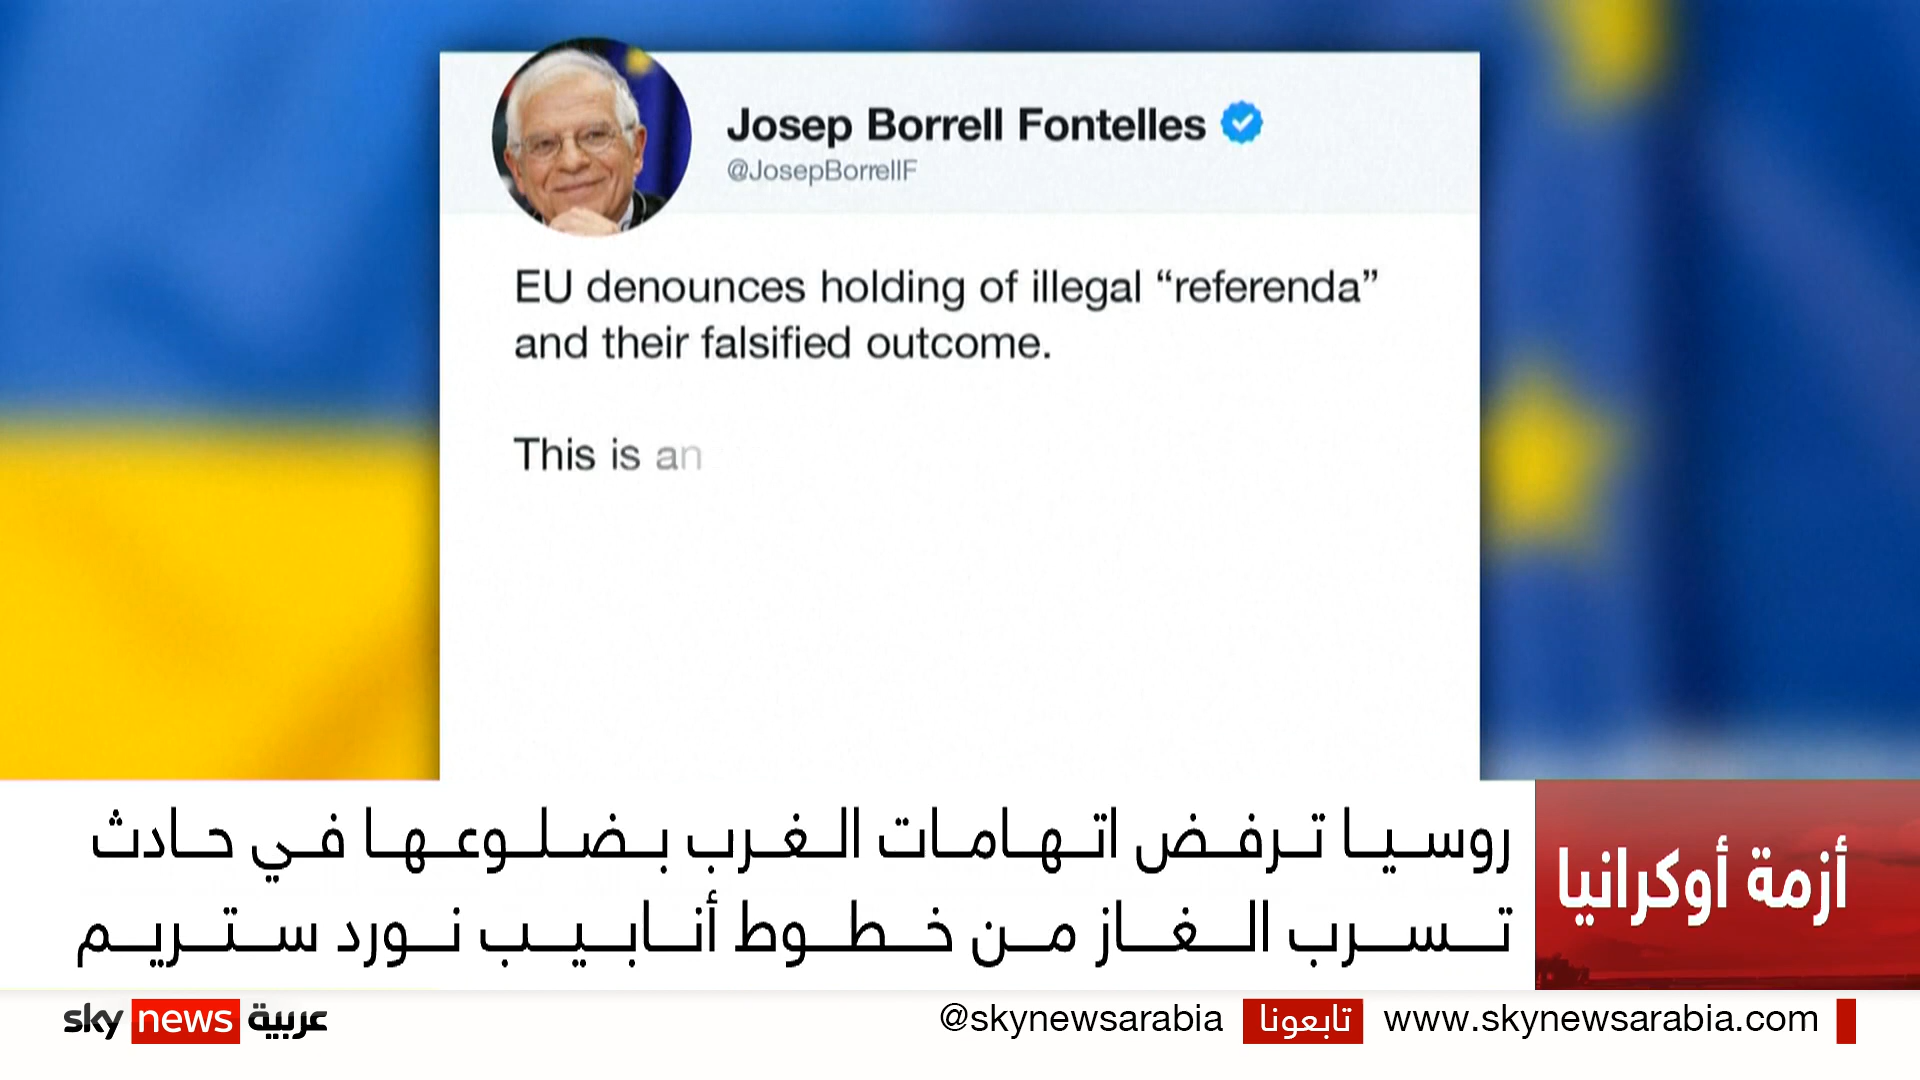 Josep Borrell Fontelles
@JosepBorrellF
EU denounces holding of illegal “referenda”
and their falsified outcome.
This is an
روسيا ترفض اتهامات الغرب بضلوعها في حادث
تسرب الغاز من خطوط أنابيب نورد ستريم
أزمة أوكرانيا
sky news عربية
@skynewsarabia تابعونا www.skynewsarabia.com